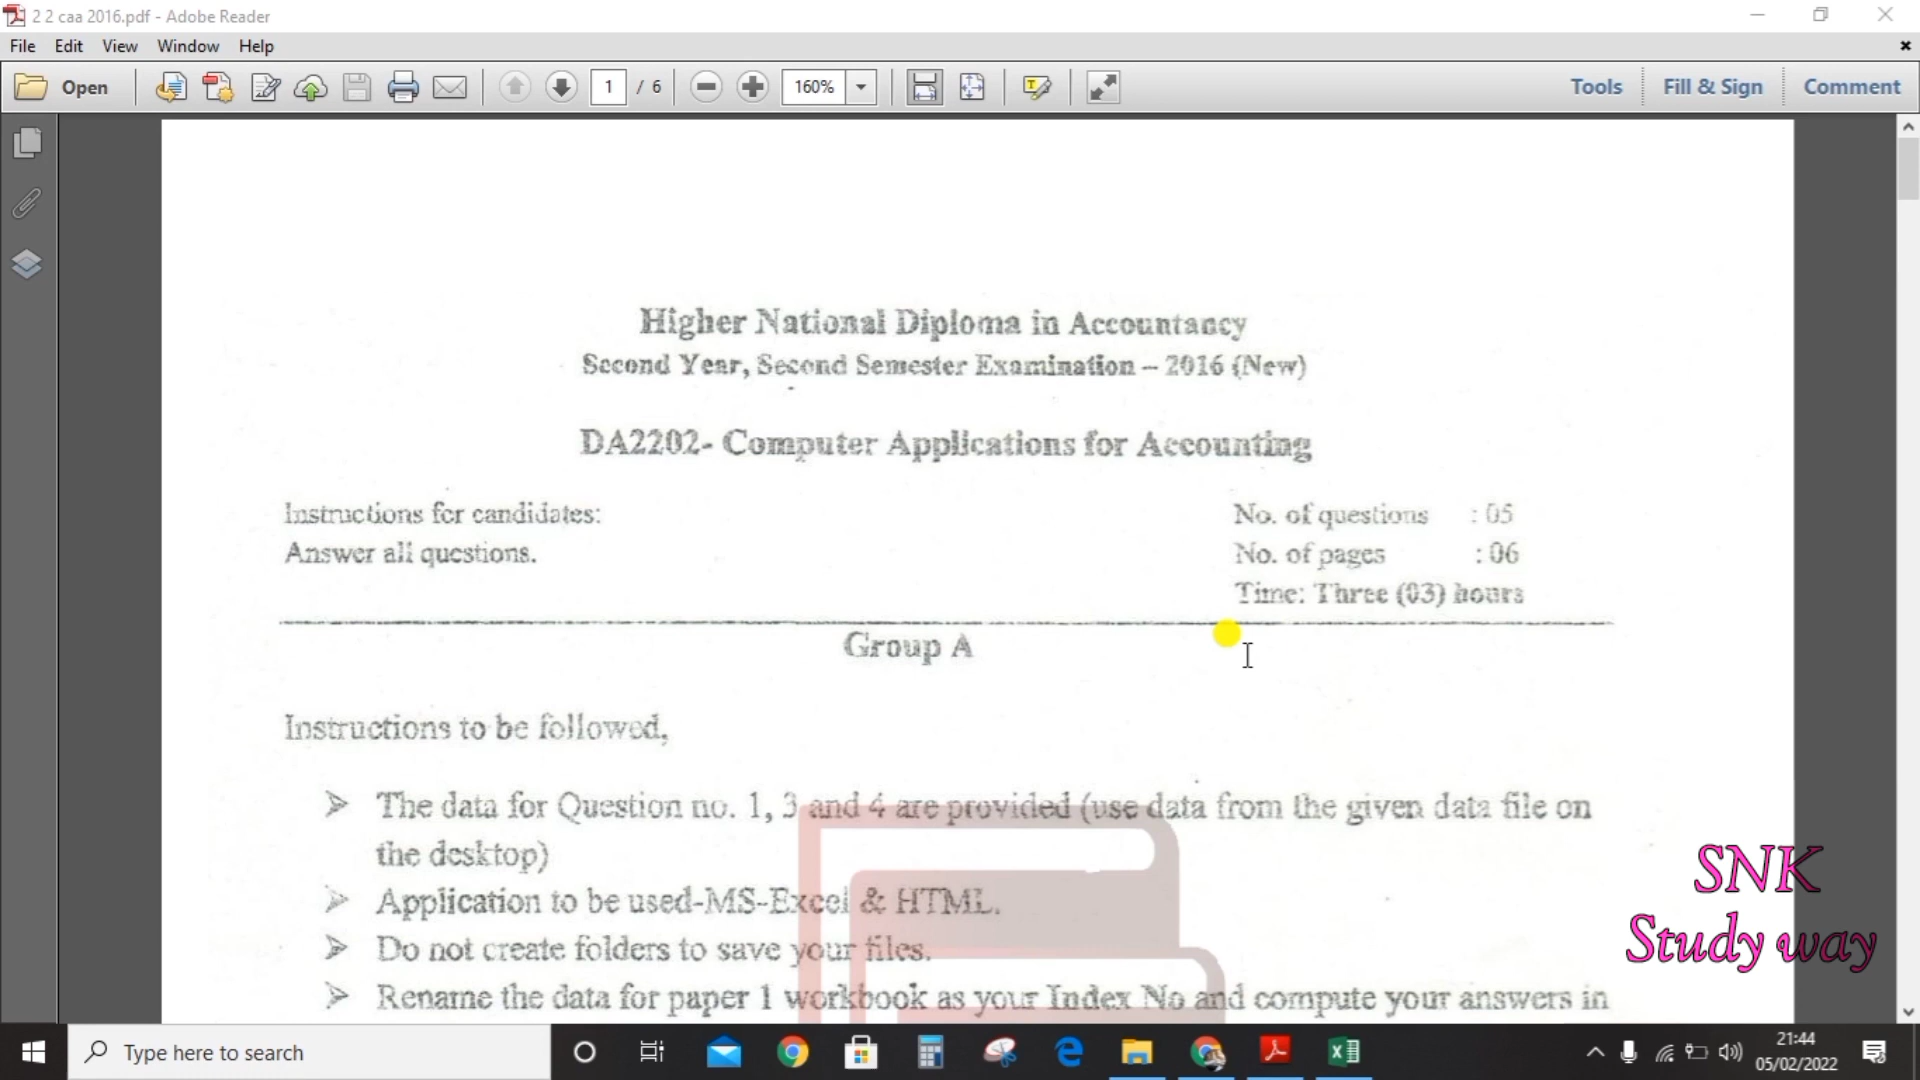 2 2 caa 2016.pdf - Adobe Reader
File Edit View Window Help
Open 1 / 6 160% Tools Fill & Sign Comment
Higher National Diploma in Accountancy
Second Year, Second Semester Examination – 2016 (New)
DA2202- Computer Applications for Accounting
Instructions for candidates:
Answer all questions.
No. of questions : 05
No. of pages : 06
Time: Three (03) hours
Group A
Instructions to be followed,
➢ The data for Question no. 1, 3 and 4 are provided (use data from the given data file on
the desktop)
➢ Application to be used-MS-Excel & HTML.
➢ Do not create folders to save your files.
➢ Rename the data for paper 1 workbook as your Index No and compute your answers in
SNK
Study way
Type here to search
21:44
05/02/2022